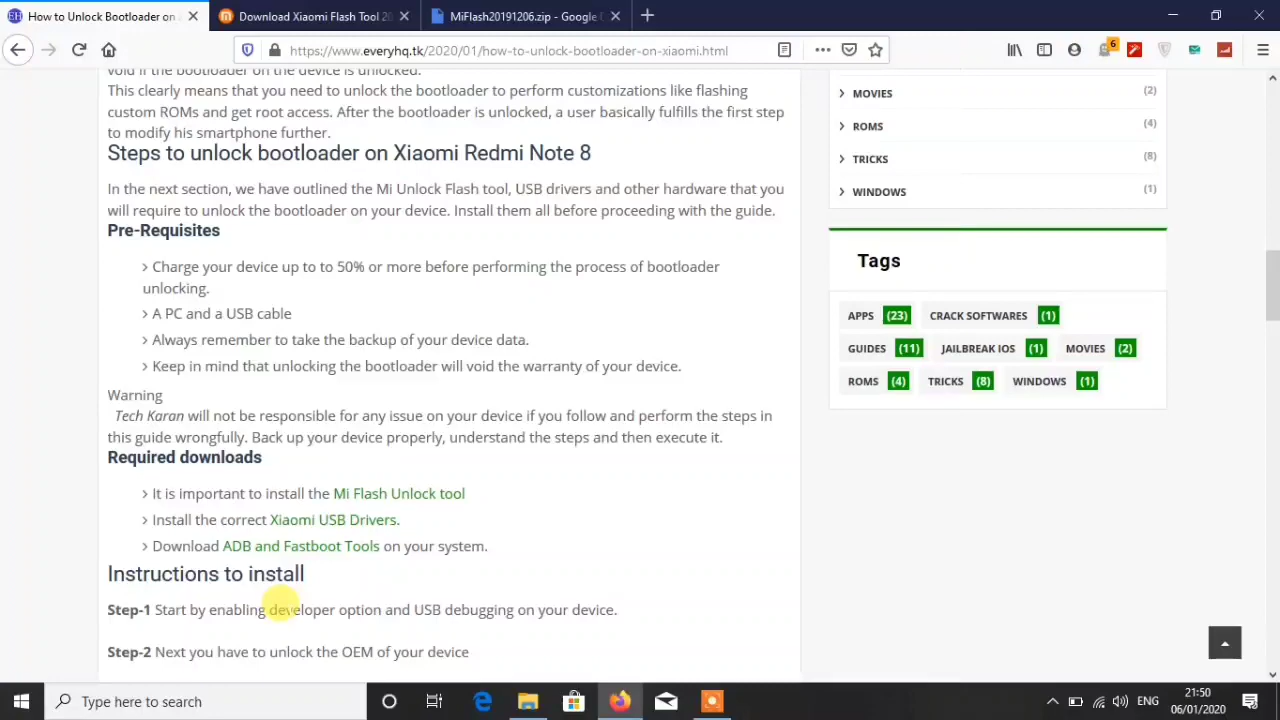 How to Unlock Bootloader on
Download Xiaomi Flash Tool 20
MiFlash20191206.zip - Google
https://www.everyhq.tk/2020/01/how-to-unlock-bootloader-on-xiaomi.html
6
void if the bootloader on the device is unlocked.
This clearly means that you need to unlock the bootloader to perform customizations like flashing
custom ROMs and get root access. After the bootloader is unlocked, a user basically fulfills the first step
to modify his smartphone further.
Steps to unlock bootloader on Xiaomi Redmi Note 8
In the next section, we have outlined the Mi Unlock Flash tool, USB drivers and other hardware that you
will require to unlock the bootloader on your device. Install them all before proceeding with the guide.
Pre-Requisites
Charge your device up to to 50% or more before performing the process of bootloader
unlocking.
A PC and a USB cable
Always remember to take the backup of your device data.
Keep in mind that unlocking the bootloader will void the warranty of your device.
Warning
Tech Karan will not be responsible for any issue on your device if you follow and perform the steps in
this guide wrongfully. Back up your device properly, understand the steps and then execute it.
Required downloads
It is important to install the Mi Flash Unlock tool
Install the correct Xiaomi USB Drivers.
Download ADB and Fastboot Tools on your system.
Instructions to install
Step-1 Start by enabling developer option and USB debugging on your device.
Step-2 Next you have to unlock the OEM of your device
MOVIES (2)
ROMS (4)
TRICKS (8)
WINDOWS (1)
Tags
APPS (23) CRACK SOFTWARES (1)
GUIDES (11) JAILBREAK IOS (1) MOVIES (2)
ROMS (4) TRICKS (8) WINDOWS (1)
Type here to search
ENG
21:50
06/01/2020